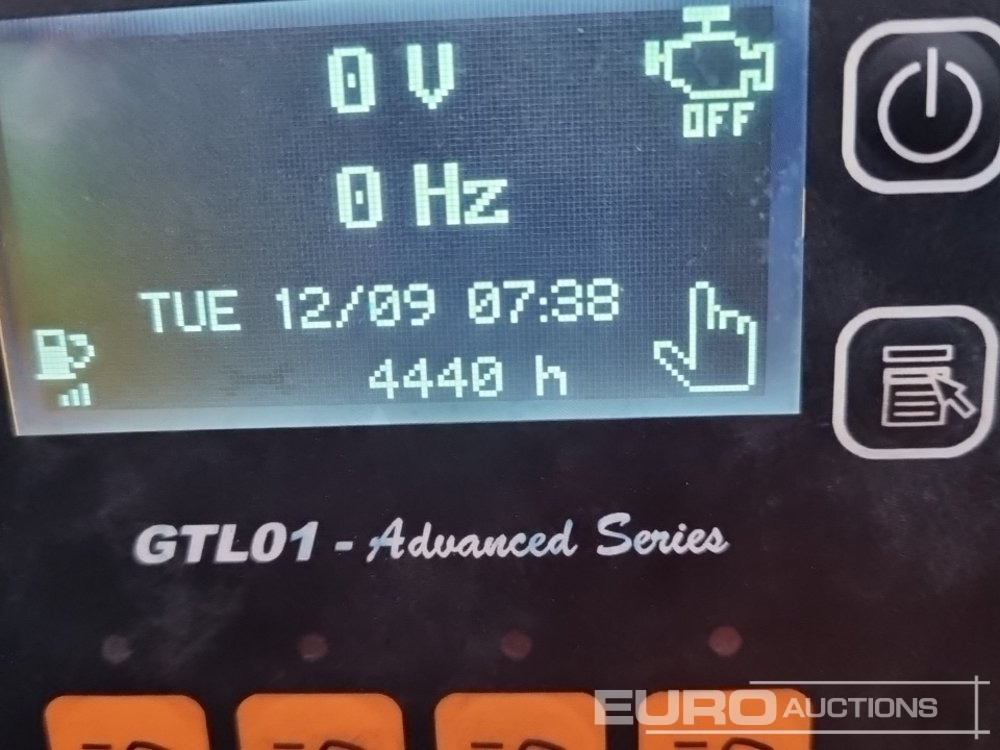 0 V
OFF
0 Hz
TUE 12/09 07:38
4440 h
GTL01 - Advanced Series
EURO AUCTIONS